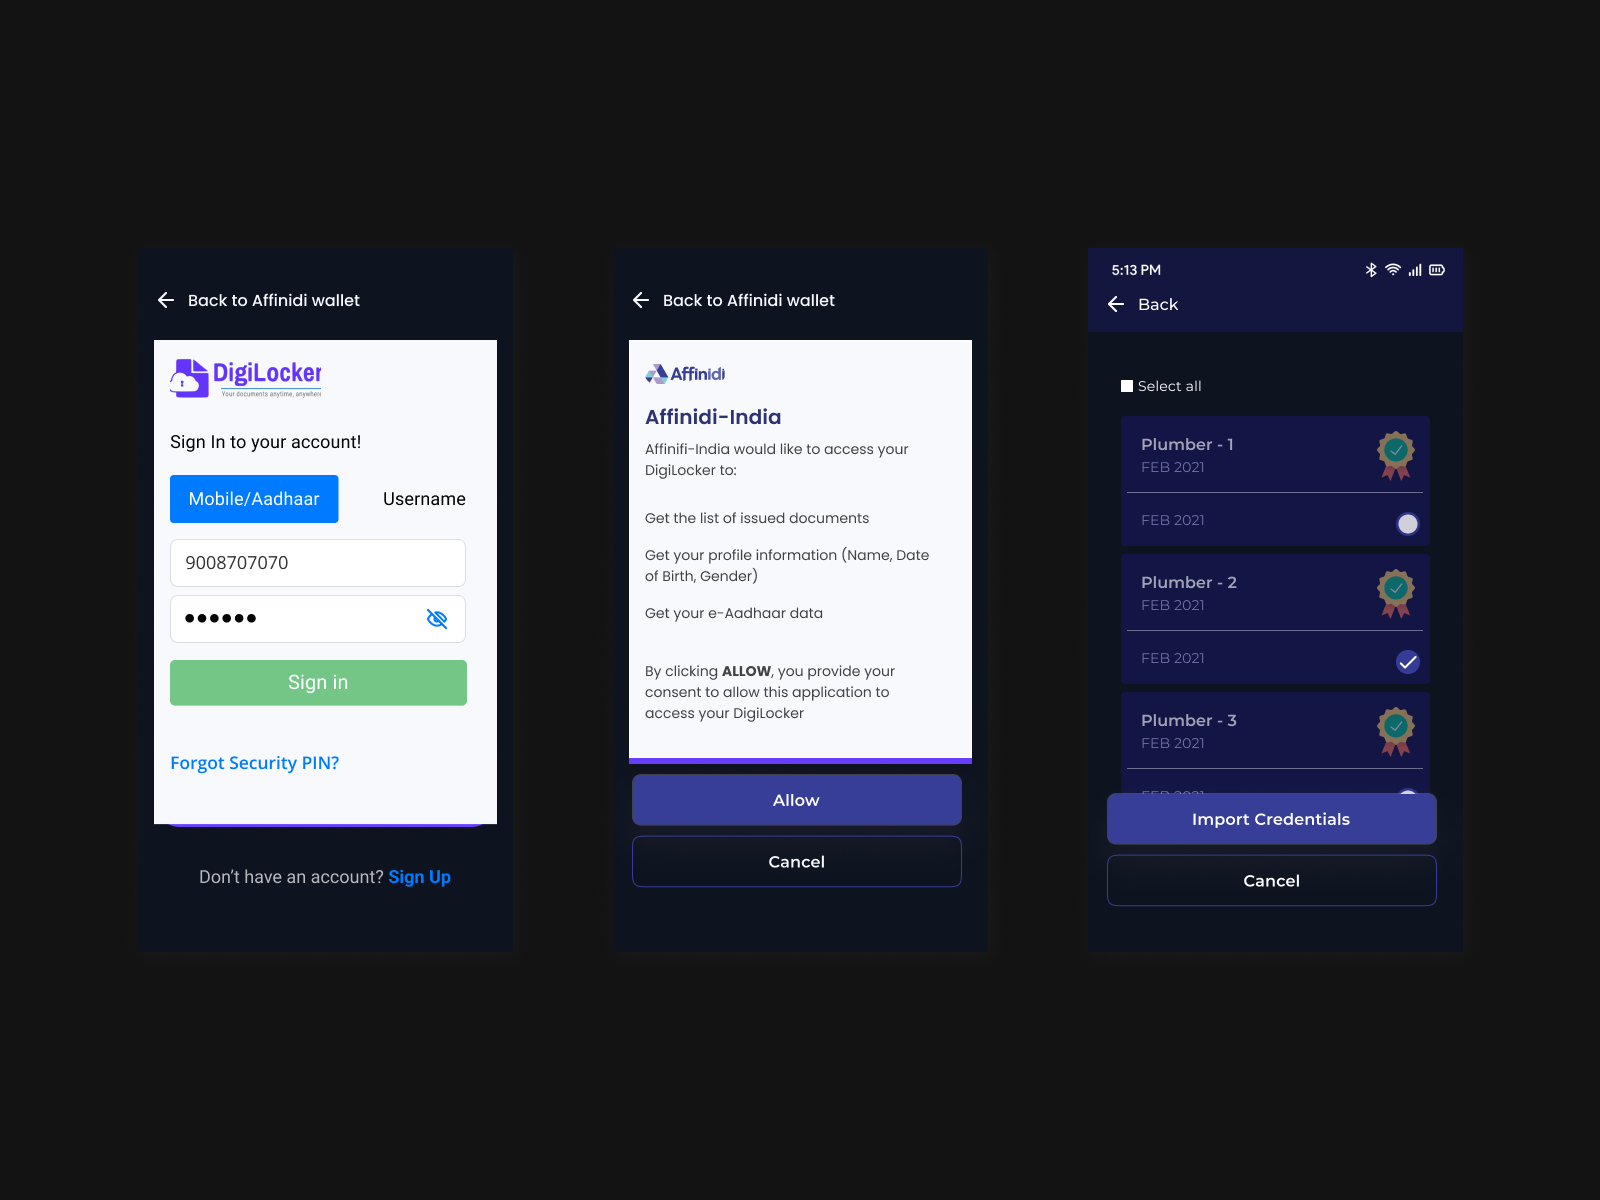 Back to Affinidi wallet
DigiLocker
Your documents anytime, anywhere
Sign In to your account!
Mobile/Aadhaar
Username
9008707070
Sign in
Forgot Security PIN?
Don't have an account? Sign Up
Back to Affinidi wallet
Affinidi
Affinidi-India
Affinifi-India would like to access your
DigiLocker to:
Get the list of issued documents
Get your profile information (Name, Date
of Birth, Gender)
Get your e-Aadhaar data
By clicking ALLOW, you provide your
consent to allow this application to
access your DigiLocker
Allow
Cancel
5:13 PM
Back
Select all
Plumber - 1
FEB 2021
FEB 2021
Plumber - 2
FEB 2021
FEB 2021
Plumber - 3
FEB 2021
FEB 2021
Import Credentials
Cancel